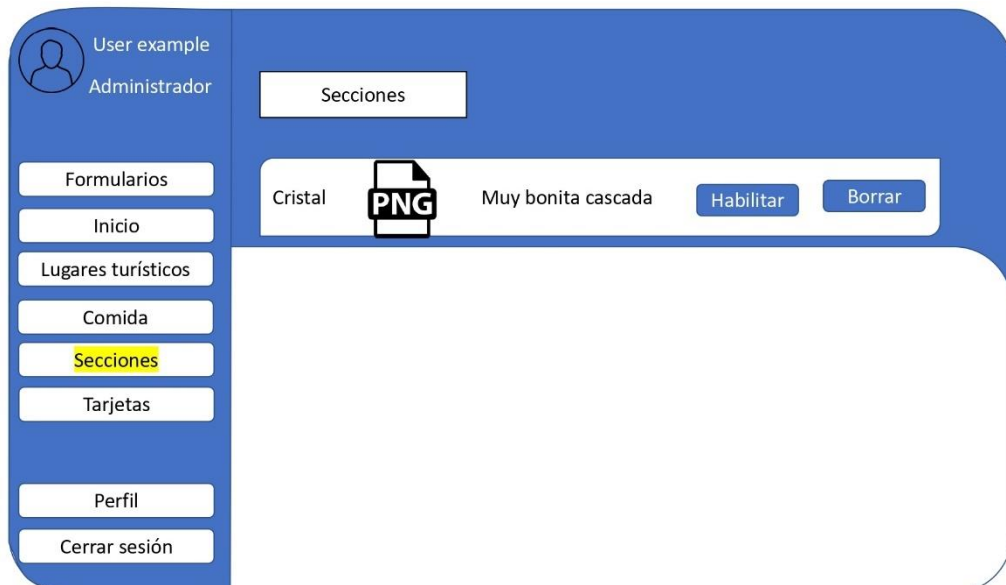 User example
Administrador
Formularios
Inicio
Lugares turísticos
Comida
Secciones
Tarjetas
Perfil
Cerrar sesión
Secciones
Cristal PNG Muy bonita cascada Habilitar Borrar